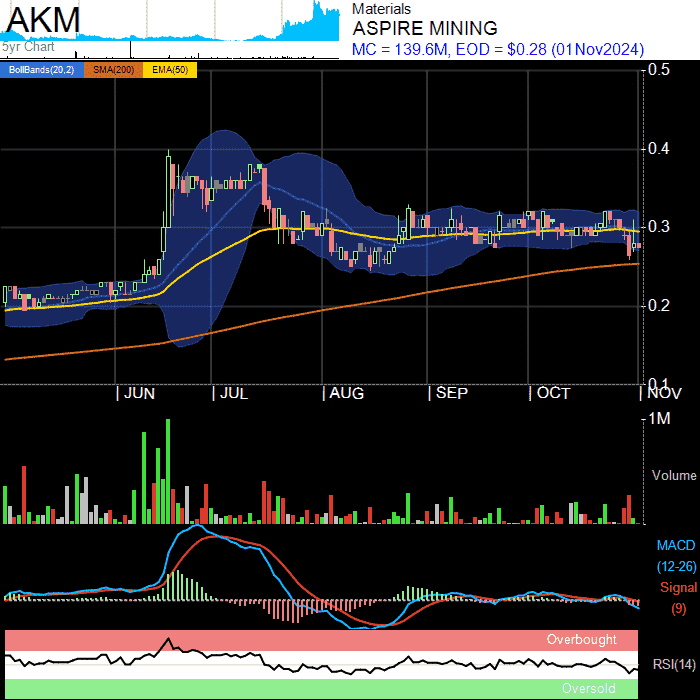 AKM
5yr Chart
Materials
ASPIRE MINING
MC = 139.6M, EOD = $0.28 (01Nov2024)
BollBands(20,2) SMA(200) EMA(50)
0.5
0.4
0.3
0.2
0.1
JUN JUL AUG SEP OCT NOV
1M
Volume
MACD
(12-26)
Signal
(9)
Overbought
RSI(14)
Oversold